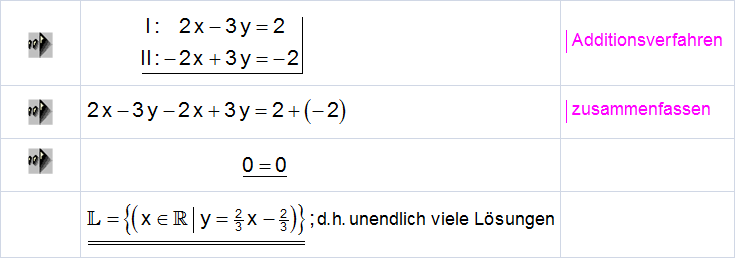 I: 2x − 3y = 2
II: −2x + 3y = −2
| Additionsverfahren
2x − 3y − 2x + 3y = 2 + (−2)
| zusammenfassen
0 = 0
𝕃 = {(x ∈ ℝ | y = 2/3 x − 2/3)}; d.h. unendlich viele Lösungen